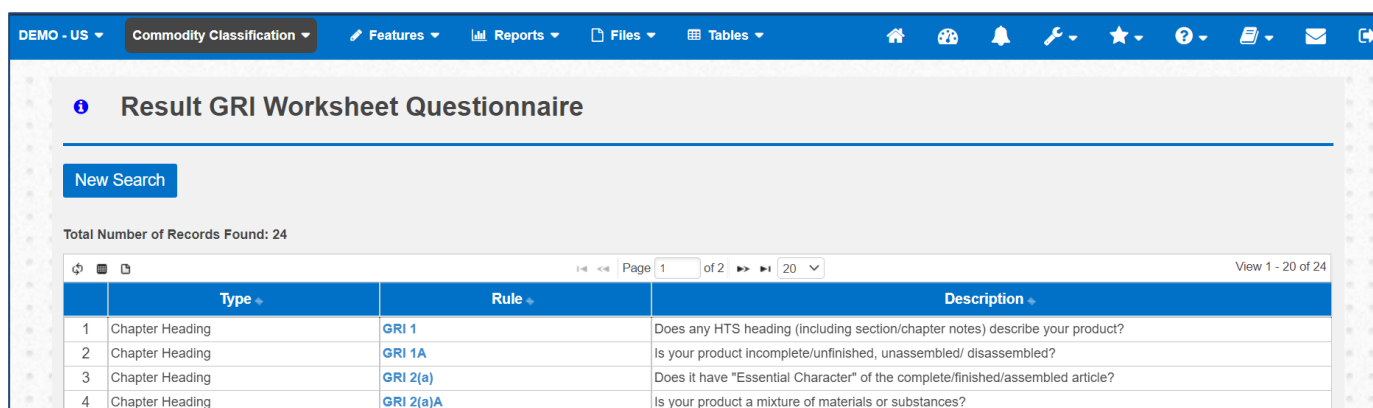 DEMO - US Commodity Classification Features Reports Files Tables
Result GRI Worksheet Questionnaire
New Search
Total Number of Records Found: 24
Page 1 of 2 20 View 1 - 20 of 24
Type Rule Description
1 Chapter Heading GRI 1 Does any HTS heading (including section/chapter notes) describe your product?
2 Chapter Heading GRI 1A Is your product incomplete/unfinished, unassembled/ disassembled?
3 Chapter Heading GRI 2(a) Does it have "Essential Character" of the complete/finished/assembled article?
4 Chapter Heading GRI 2(a)A Is your product a mixture of materials or substances?